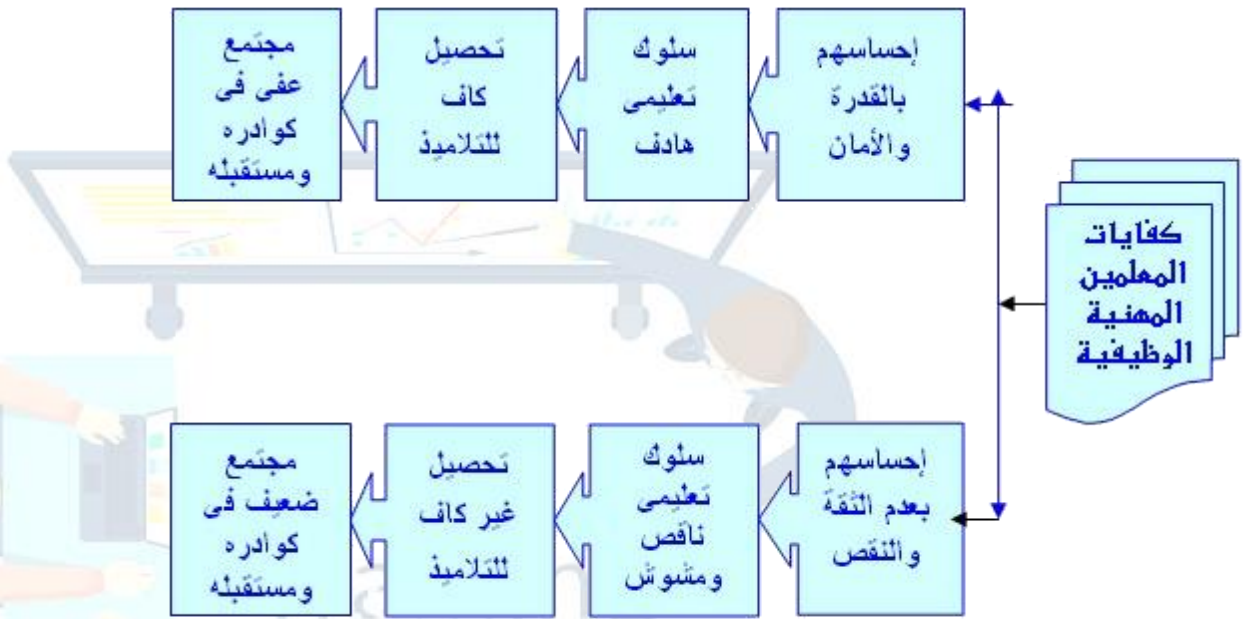 كفايات
المعلمين
المهنية
الوظيفية
إحساسهم
بالقدرة
والأمان
سلوك
تعليمى
هادف
تحصيل
كاف
للتلاميذ
مجتمع
عفى فى
كوادره
ومستقبله
إحساسهم
بعدم الثقة
والنقص
سلوك
تعليمى
ناقص
ومشوش
تحصيل
غير كاف
للتلاميذ
مجتمع
ضعيف فى
كوادره
ومستقبله